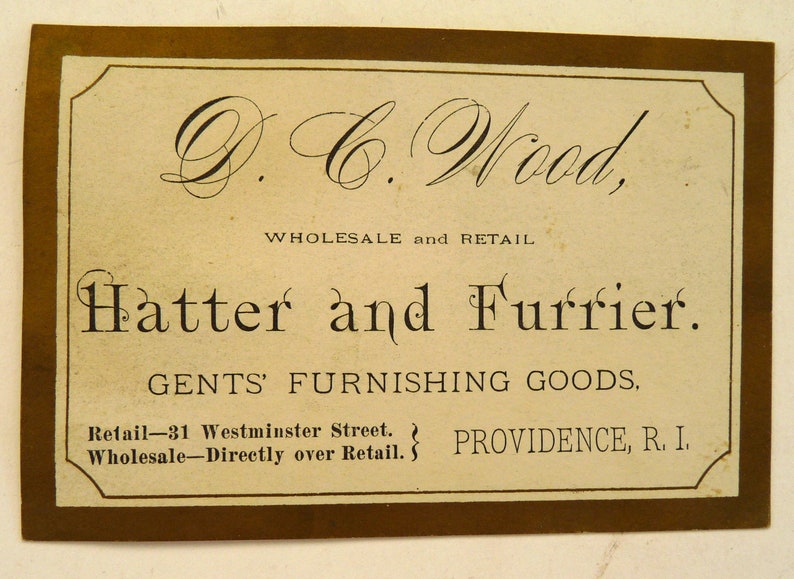 D. C. Wood,
WHOLESALE and RETAIL
Hatter and Furrier.
GENTS' FURNISHING GOODS,
Retail—31 Westminster Street.
Wholesale—Directly over Retail.
PROVIDENCE, R. I.